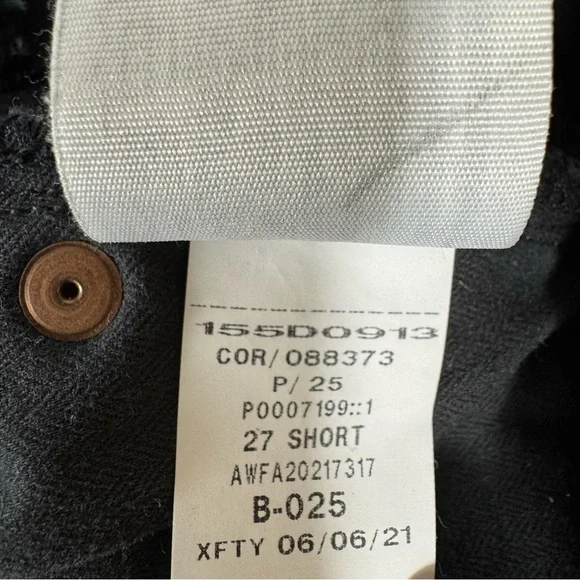 155D0913
COR/088373
P/25
P0007199::1
27 SHORT
AWFA20217317
B-025
XFTY 06/06/21